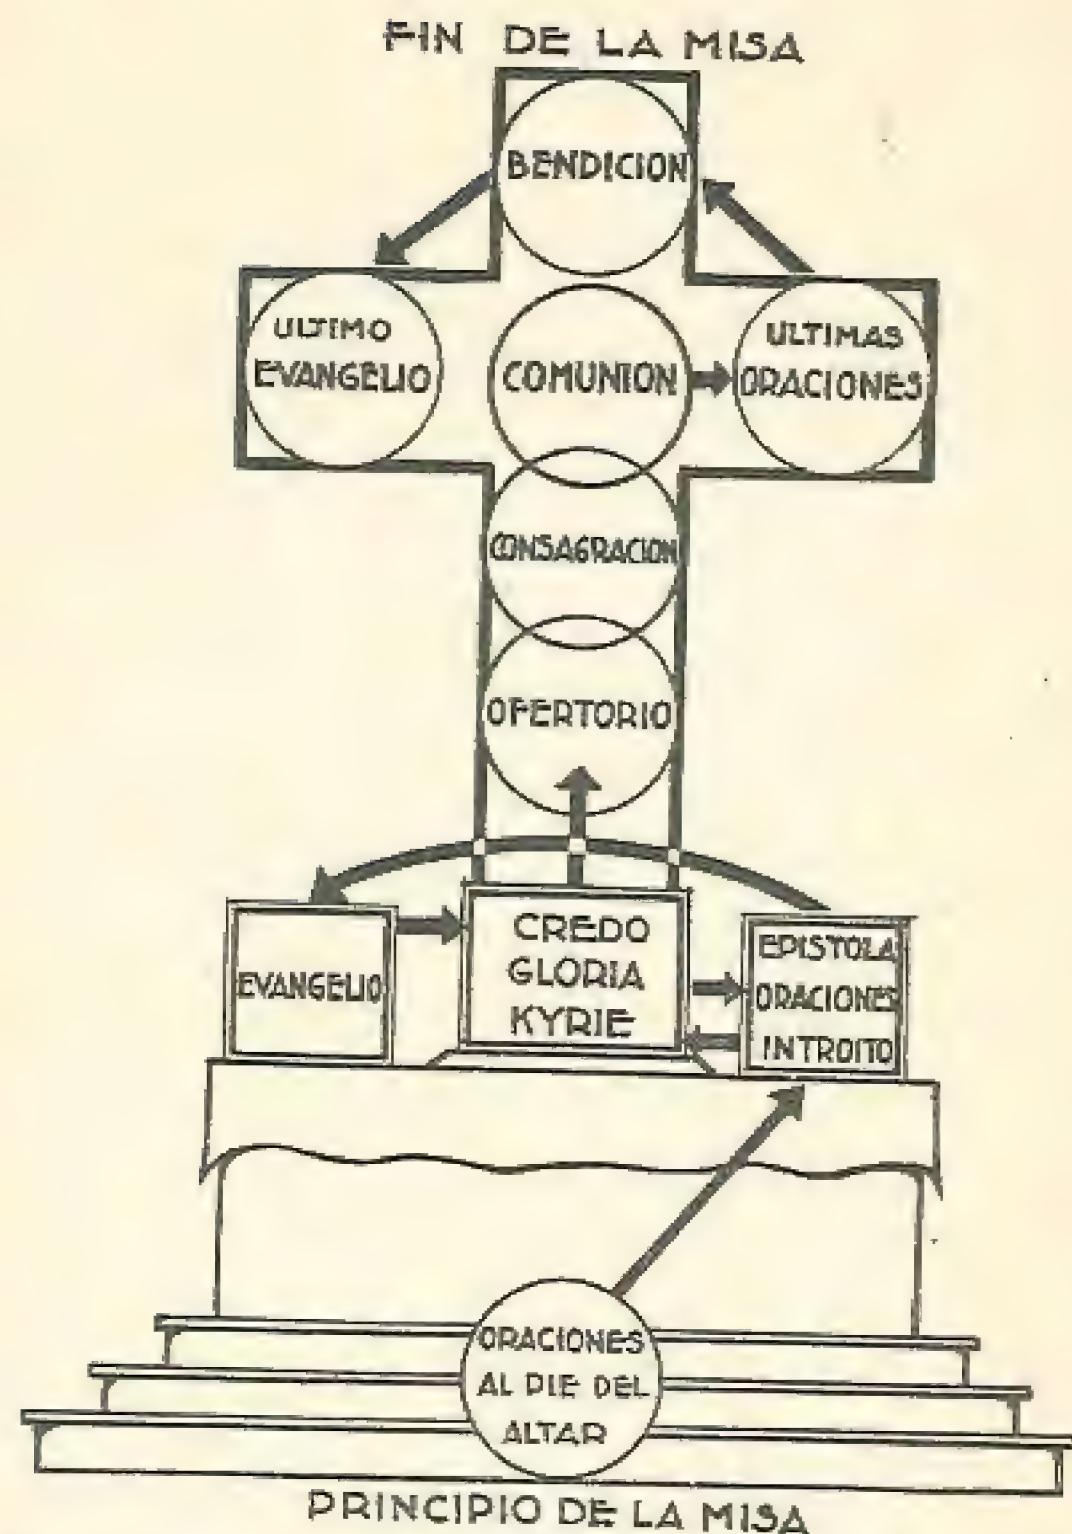 FIN DE LA MISA
BENDICION
ULTIMO
EVANGELIO
COMUNION
ULTIMAS
ORACIONES
CONSAGRACION
OFERTORIO
EVANGELIO
CREDO
GLORIA
KYRIE
EPISTOLA
ORACIONES
INTROITO
ORACIONES
AL PIE DEL
ALTAR
PRINCIPIO DE LA MISA